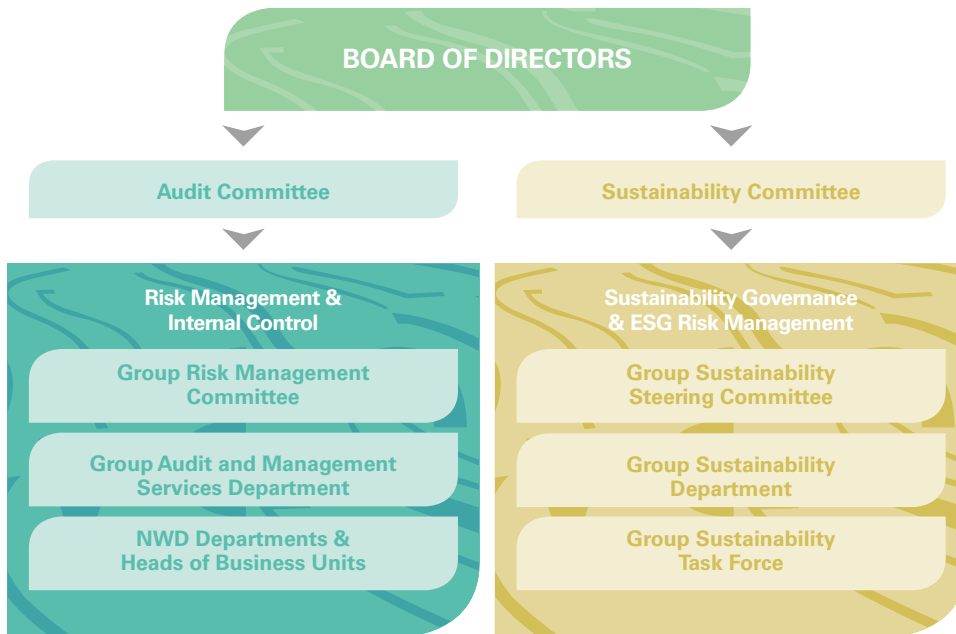 BOARD OF DIRECTORS
Audit Committee
Sustainability Committee
Risk Management &
Internal Control
Group Risk Management
Committee
Group Audit and Management
Services Department
NWD Departments &
Heads of Business Units
Sustainability Governance
& ESG Risk Management
Group Sustainability
Steering Committee
Group Sustainability
Department
Group Sustainability
Task Force